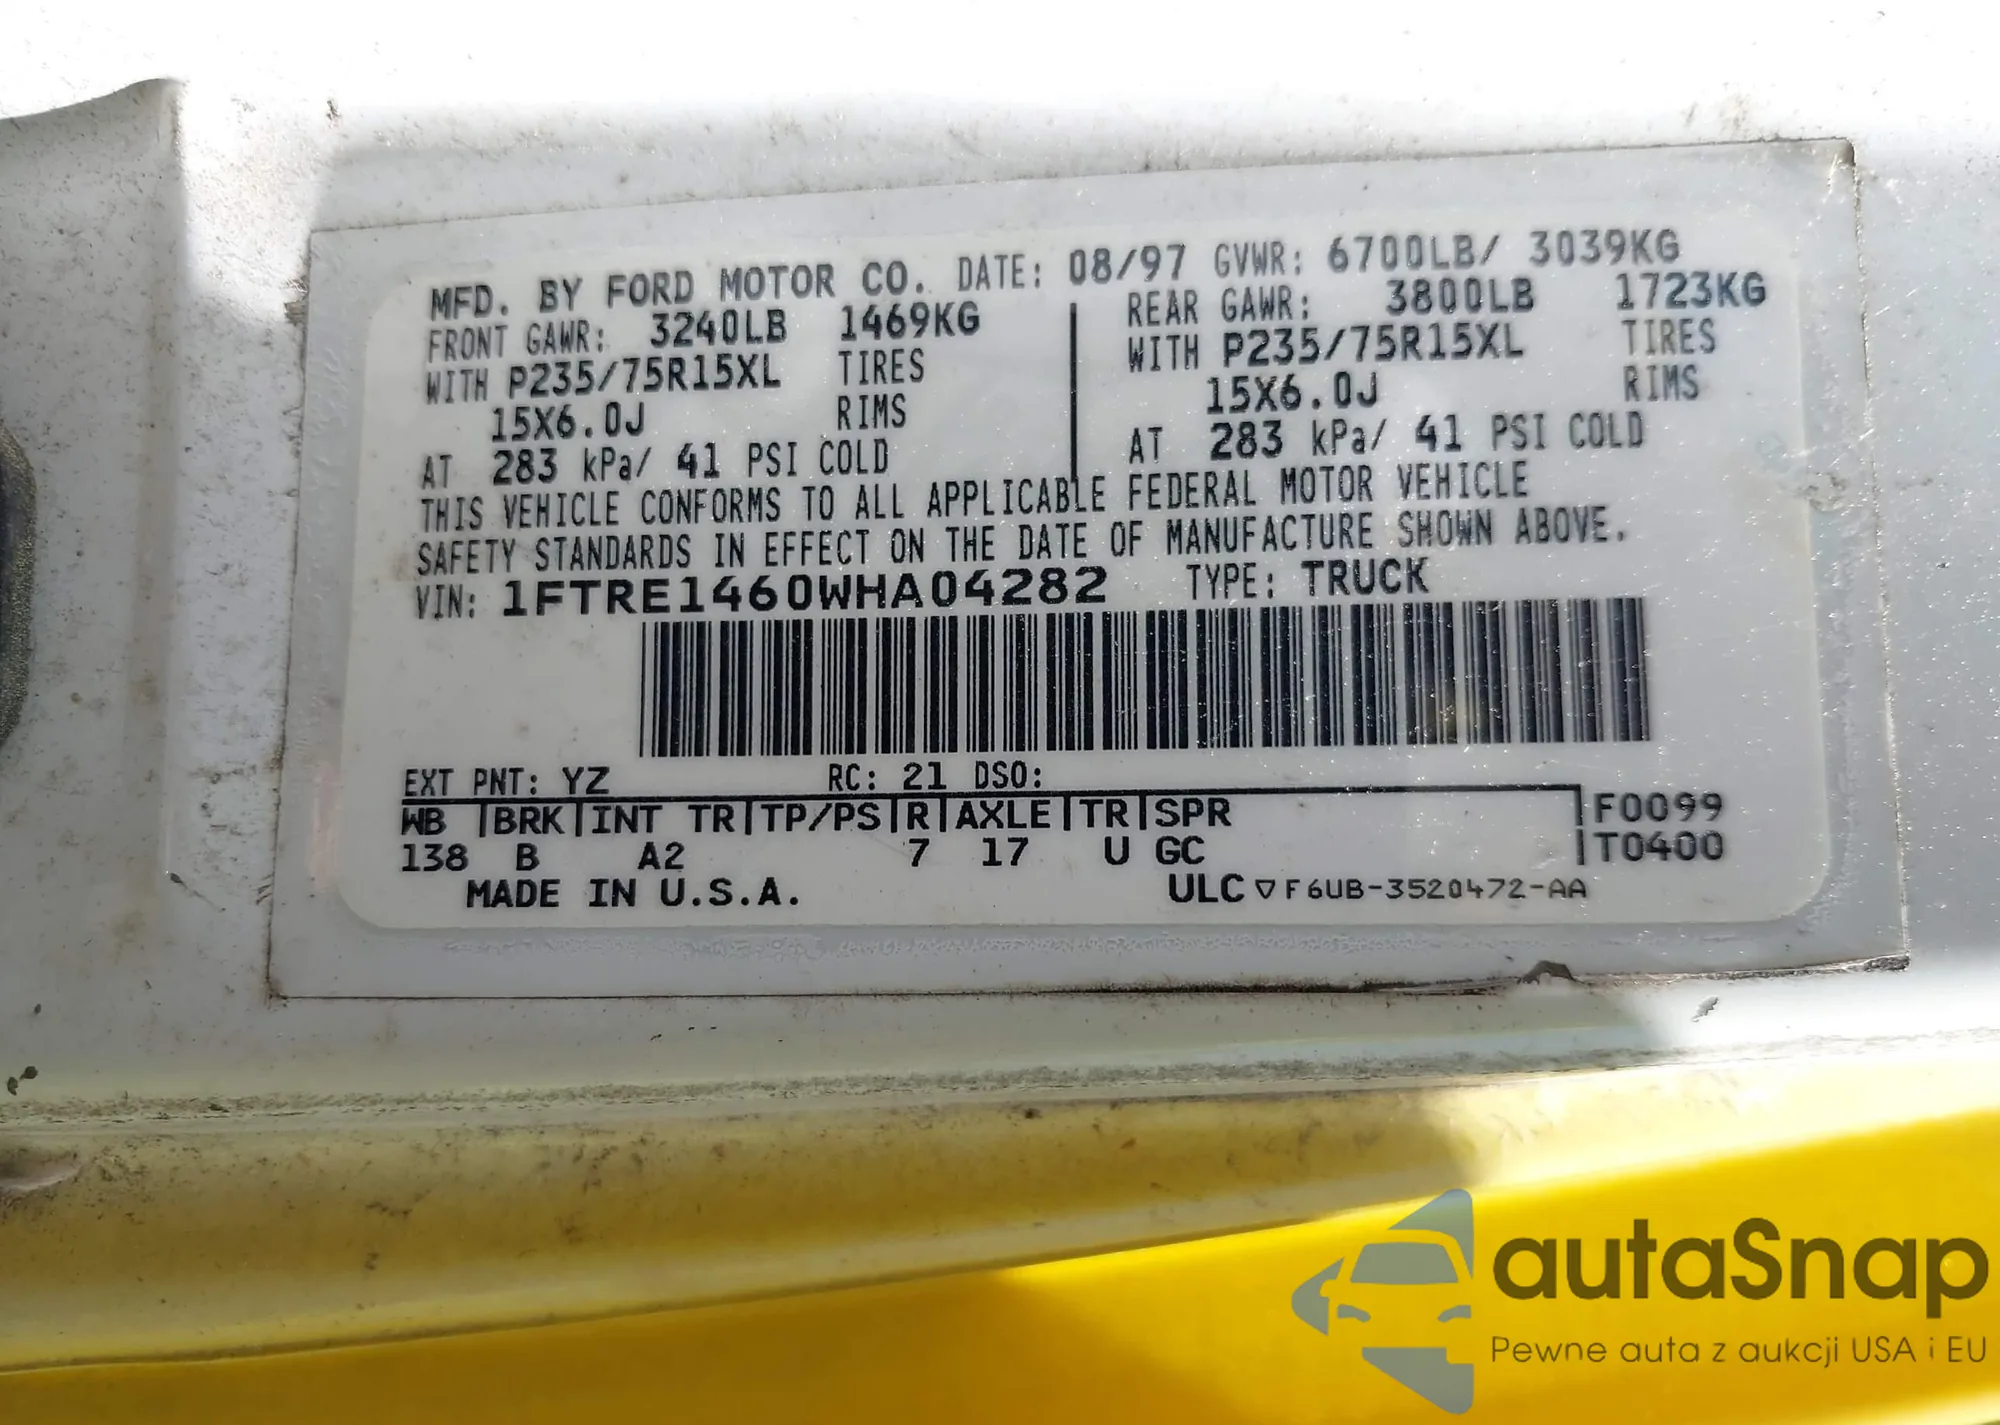 MFD. BY FORD MOTOR CO. DATE: 08/97 GVWR: 6700LB/ 3039KG
FRONT GAWR: 3240LB 1469KG
WITH P235/75R15XL TIRES
15X6.0J RIMS
AT 283 kPa/ 41 PSI COLD
REAR GAWR: 3800LB 1723KG
WITH P235/75R15XL TIRES
15X6.0J RIMS
AT 283 kPa/ 41 PSI COLD
THIS VEHICLE CONFORMS TO ALL APPLICABLE FEDERAL MOTOR VEHICLE
SAFETY STANDARDS IN EFFECT ON THE DATE OF MANUFACTURE SHOWN ABOVE.
VIN: 1FTRE1460WHA04282 TYPE: TRUCK
EXT PNT: YZ RC: 21 DSO:
WB |BRK|INT TR|TP/PS|R|AXLE|TR|SPR |F0099
138 B A2 7 17 U GC |T0400
MADE IN U.S.A. ULC ▽ F6UB-3520472-AA
autaSnap
Pewne auta z aukcji USA i EU